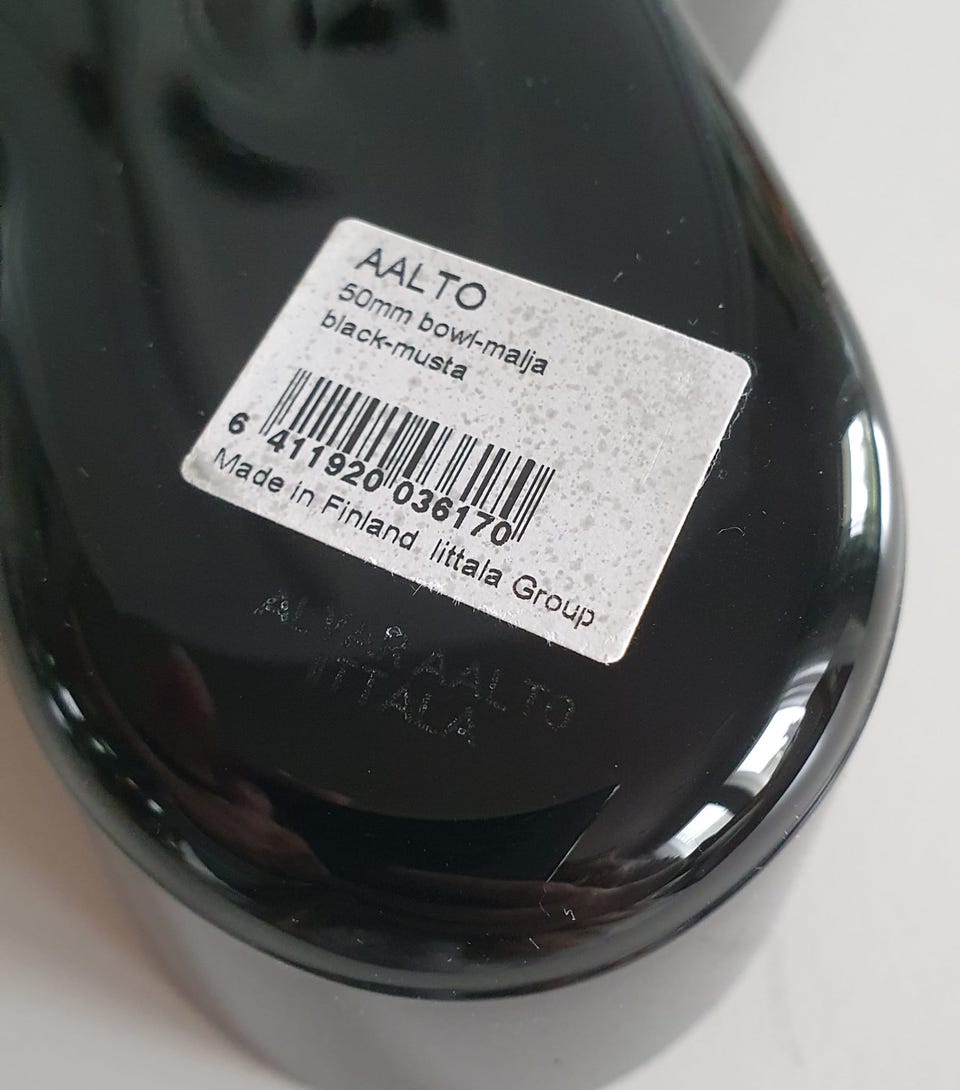 AALTO
50mm bowl-malja
black-musta
6 411920 036170
Made in Finland Iittala Group
ALVAR AALTO
IITTALA